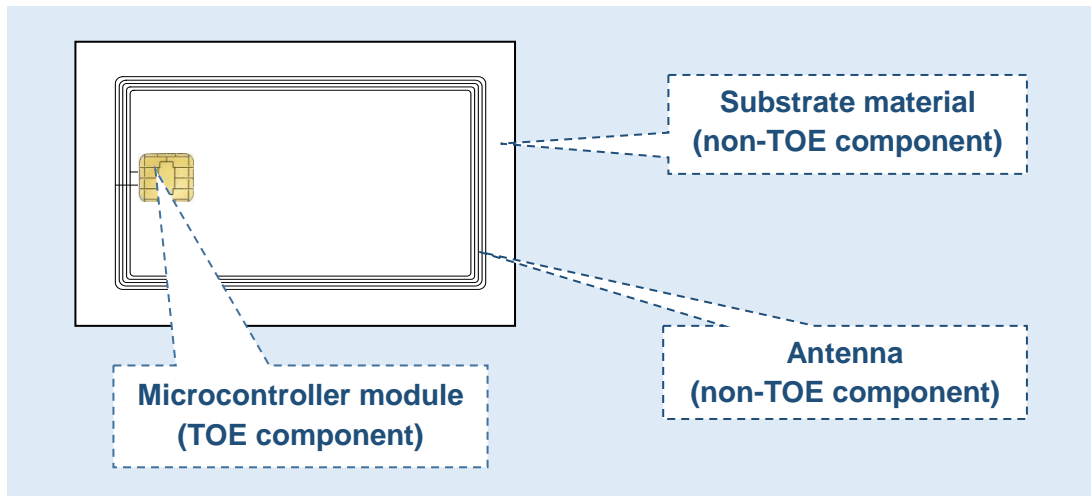 Substrate material
(non-TOE component)
Antenna
(non-TOE component)
Microcontroller module
(TOE component)